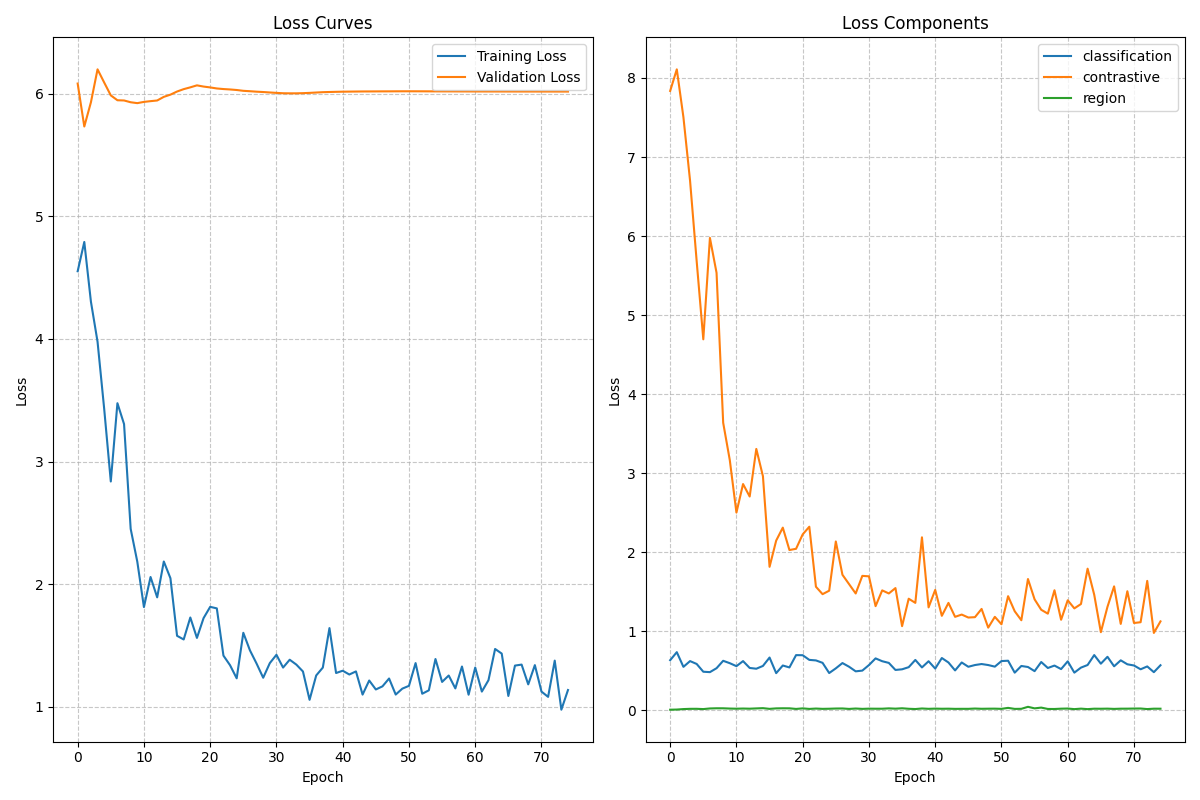 Loss Curves
Training Loss
Validation Loss
6
5
4
3
2
1
Loss
0 10 20 30 40 50 60 70
Epoch
Loss Components
classification
contrastive
region
8
7
6
5
4
3
2
1
0
Loss
0 10 20 30 40 50 60 70
Epoch